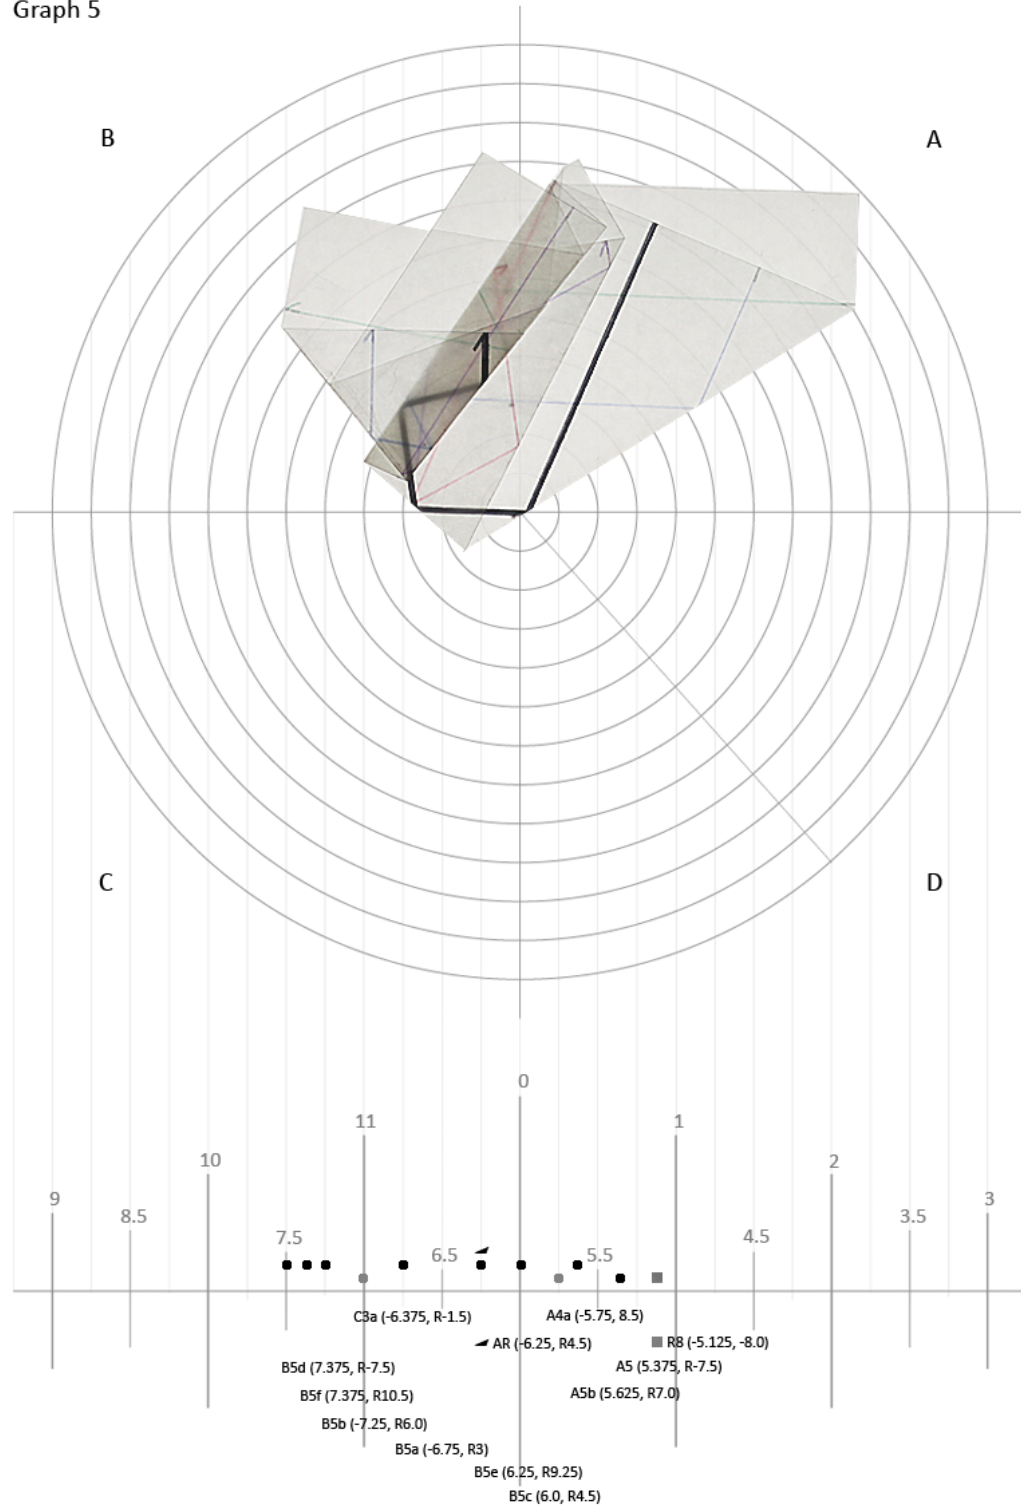 Graph 5
B
A
C
D
0
11
1
10
2
9
3
8.5
3.5
7.5
4.5
6.5
5.5
C3a (-6.375, R-1.5)
A4a (-5.75, 8.5)
AR (-6.25, R4.5)
R8 (-5.125, -8.0)
B5d (7.375, R-7.5)
A5 (5.375, R-7.5)
B5f (7.375, R10.5)
A5b (5.625, R7.0)
B5b (-7.25, R6.0)
B5a (-6.75, R3)
B5e (6.25, R9.25)
B5c (6.0, R4.5)